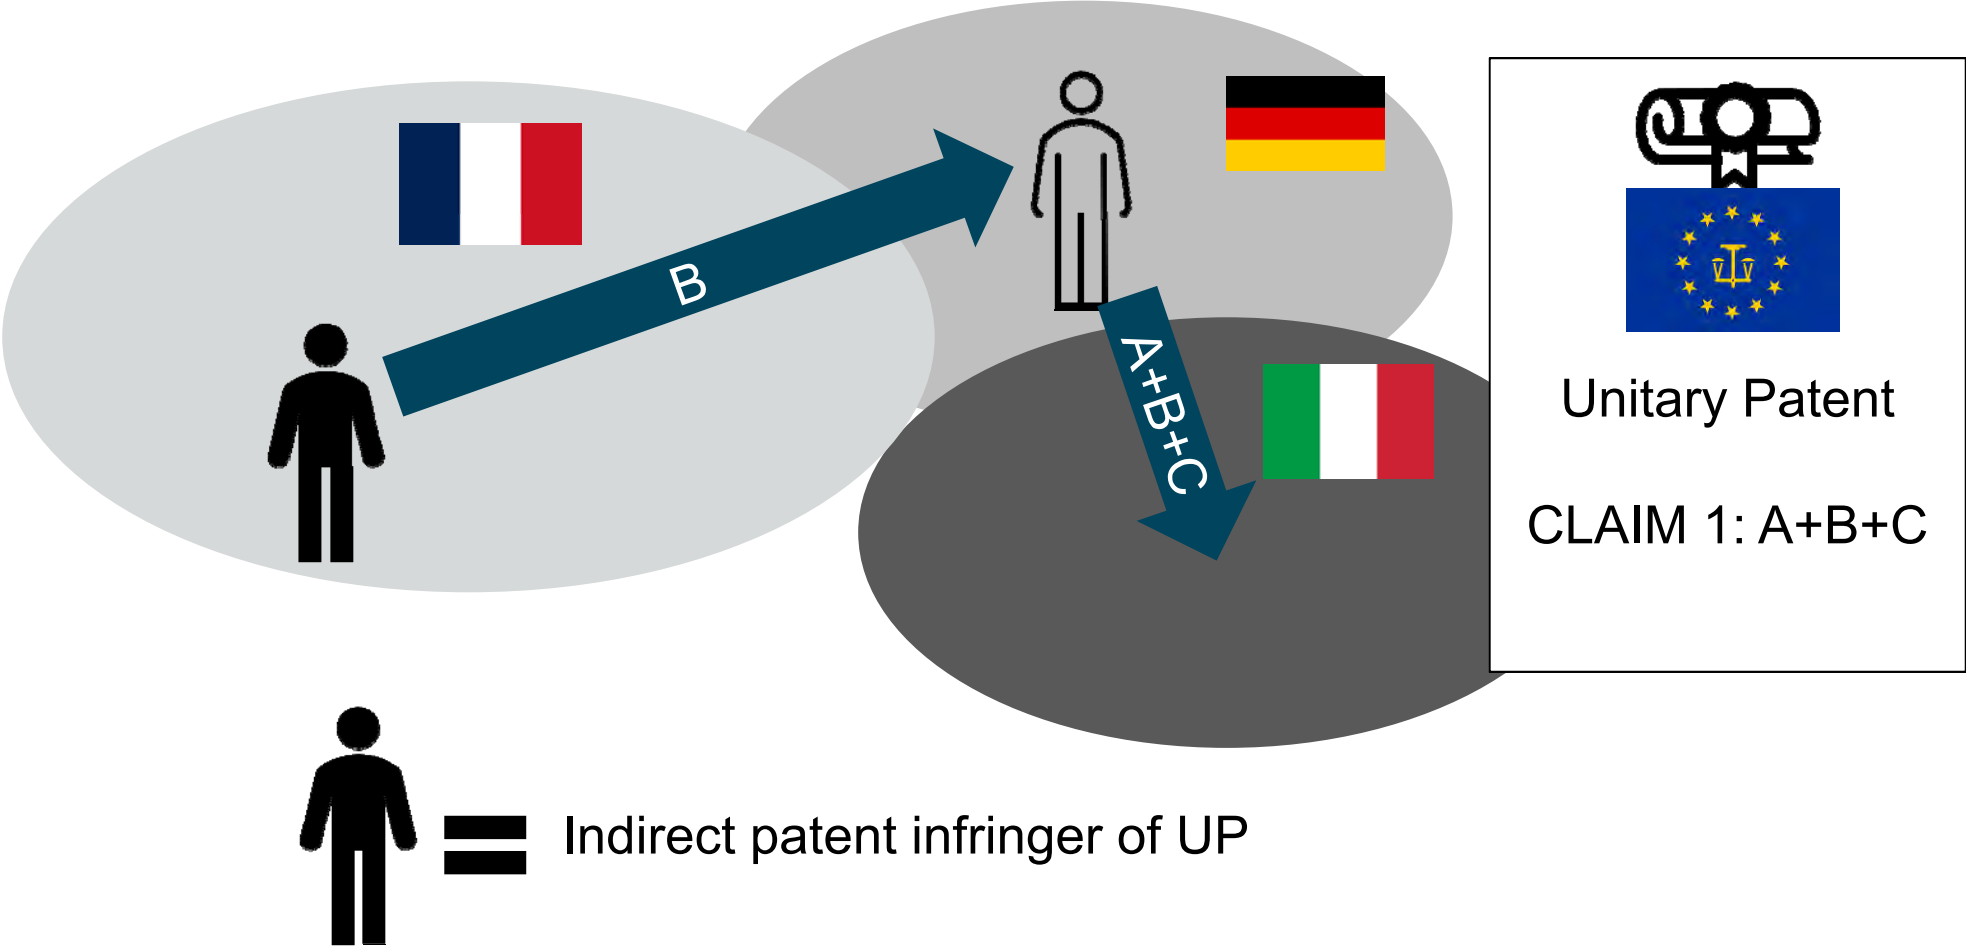 B
A+B+C
Unitary Patent
CLAIM 1: A+B+C
Indirect patent infringer of UP